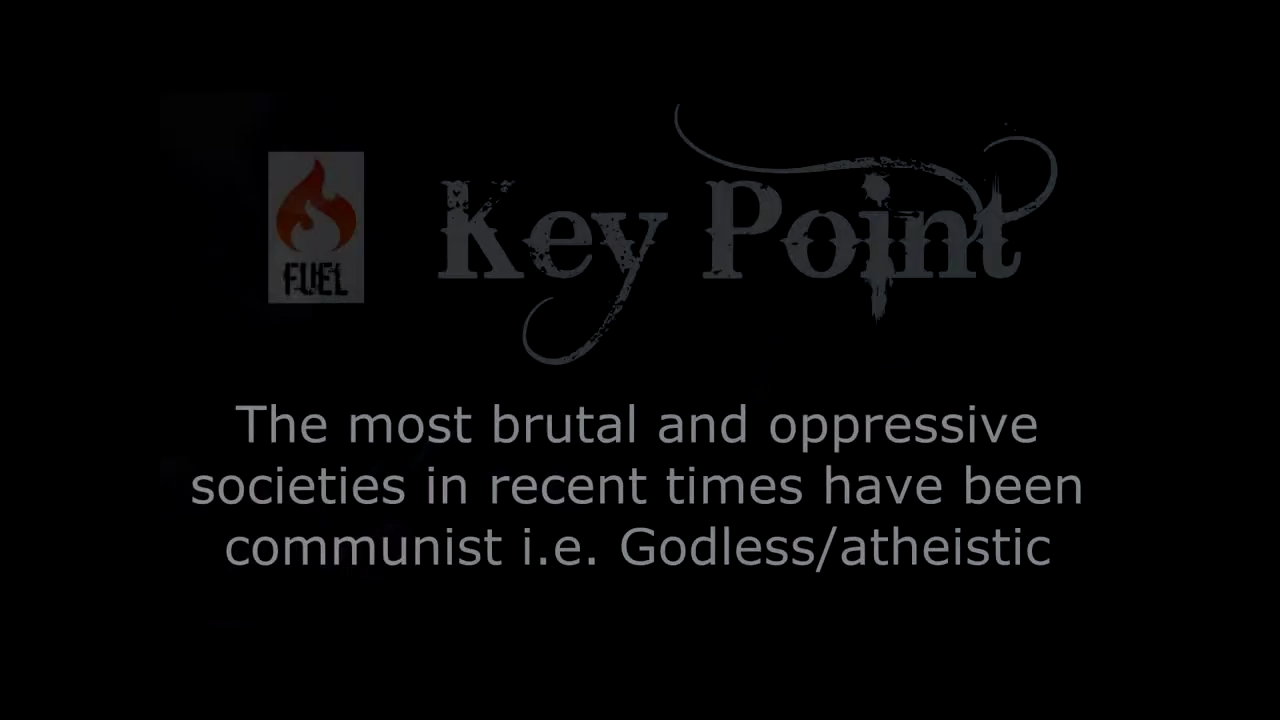 FUEL
Key Point
The most brutal and oppressive
societies in recent times have been
communist i.e. Godless/atheistic